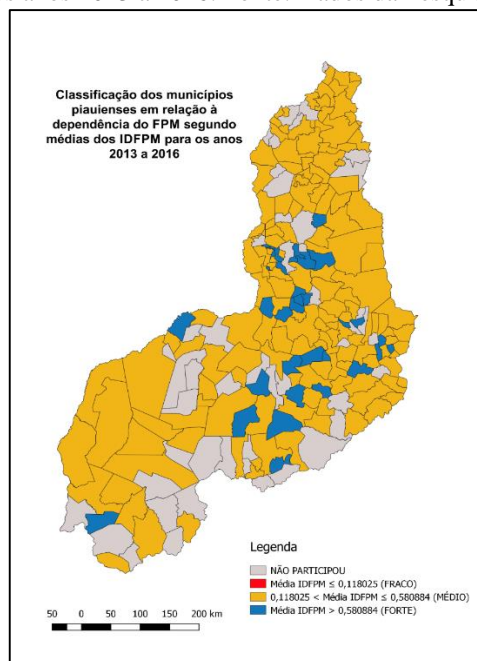 Classificação dos municípios
piauienses em relação à
dependência do FPM segundo
médias dos IDFPM para os anos
2013 a 2016
Legenda
NÃO PARTICIPOU
Média IDFPM ≤ 0,118025 (FRACO)
0,118025 < Média IDFPM ≤ 0,580884 (MÉDIO)
Média IDFPM > 0,580884 (FORTE)
50 0 50 100 150 200 km